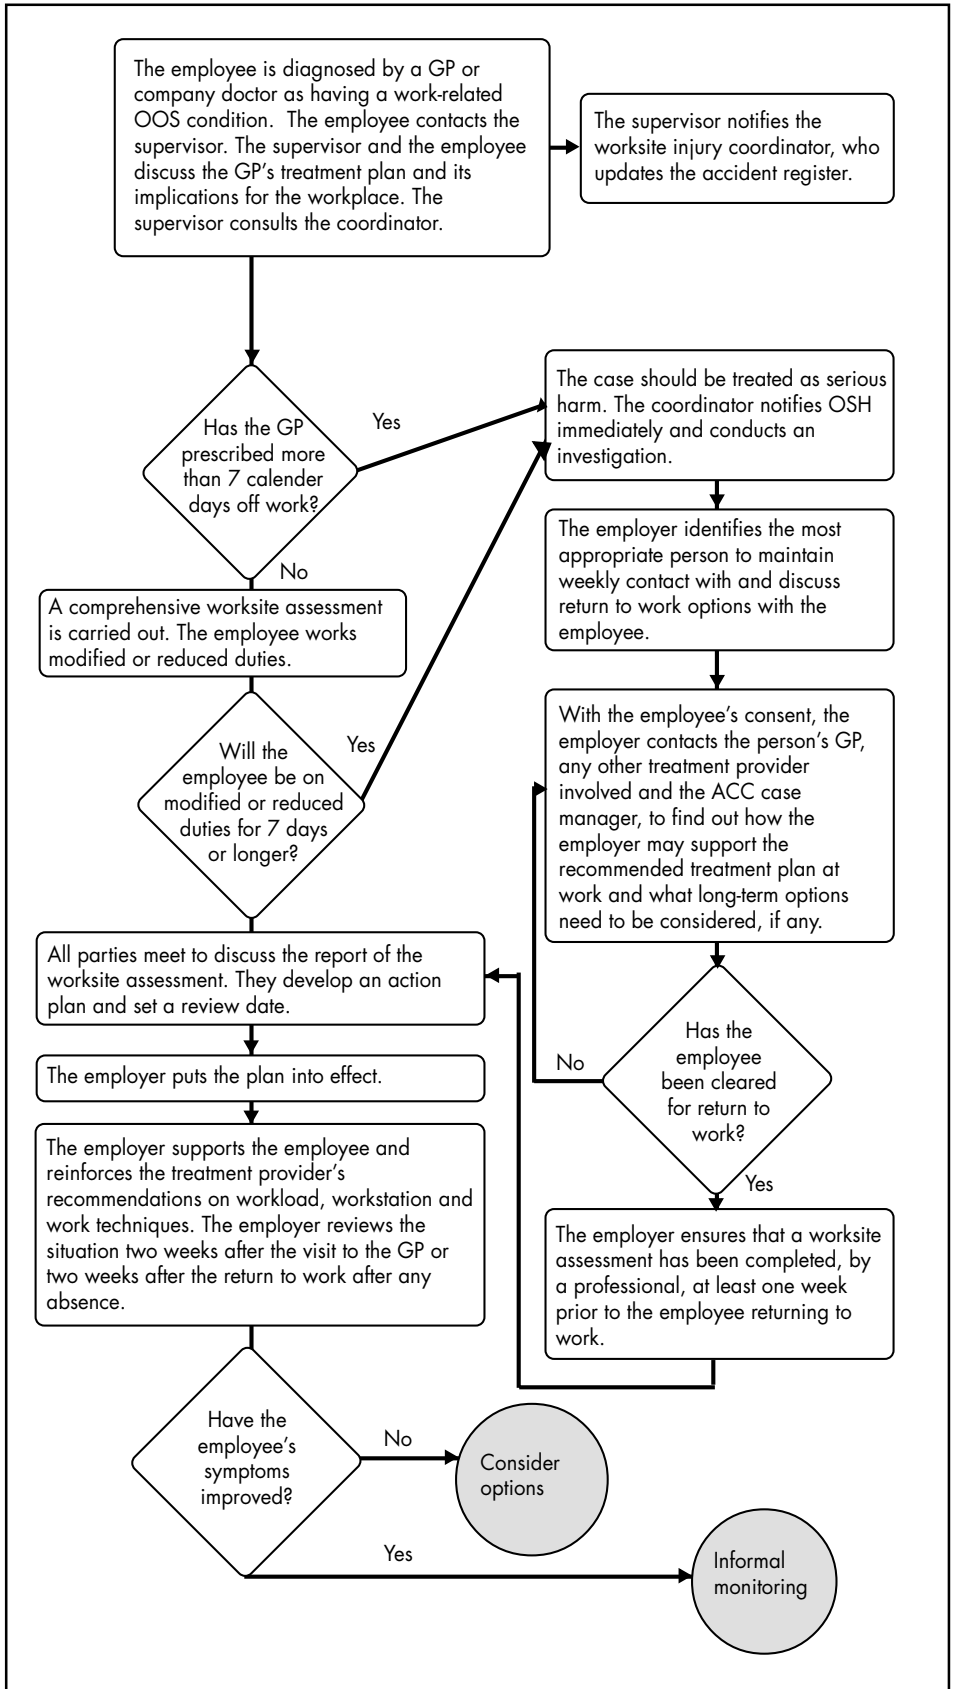 The employee is diagnosed by a GP or
company doctor as having a work-related
OOS condition.  The employee contacts the
supervisor. The supervisor and the employee
discuss the GP's treatment plan and its
implications for the workplace. The
supervisor consults the coordinator.
The supervisor notifies the
worksite injury coordinator, who
updates the accident register.
Has the GP
prescribed more
than 7 calender
days off work?
Yes
No
The case should be treated as serious
harm. The coordinator notifies OSH
immediately and conducts an
investigation.
The employer identifies the most
appropriate person to maintain
weekly contact with and discuss
return to work options with the
employee.
A comprehensive worksite assessment
is carried out. The employee works
modified or reduced duties.
Will the
employee be on
modified or reduced
duties for 7 days
or longer?
Yes
With the employee's consent, the
employer contacts the person's GP,
any other treatment provider
involved and the ACC case
manager, to find out how the
employer may support the
recommended treatment plan at
work and what long-term options
need to be considered, if any.
Has the
employee
been cleared
for return to
work?
No
Yes
The employer ensures that a worksite
assessment has been completed, by
a professional, at least one week
prior to the employee returning to
work.
All parties meet to discuss the report of the
worksite assessment. They develop an action
plan and set a review date.
The employer puts the plan into effect.
The employer supports the employee and
reinforces the treatment provider's
recommendations on workload, workstation and
work techniques. The employer reviews the
situation two weeks after the visit to the GP or
two weeks after the return to work after any
absence.
Have the
employee's
symptoms
improved?
No
Consider
options
Yes
Informal
monitoring